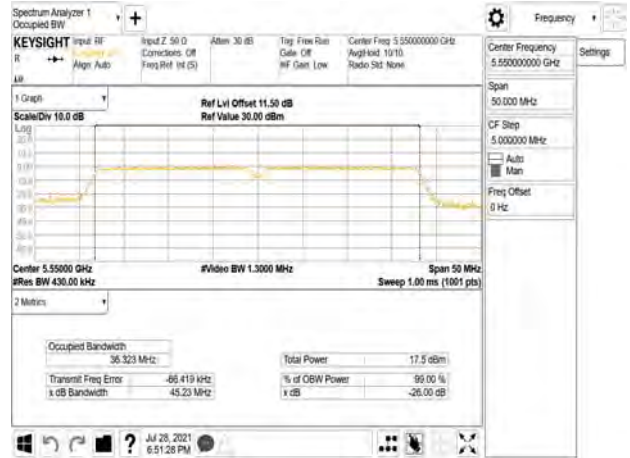 Spectrum Analyzer 1
Occupied BW
+
Frequency
KEYSIGHT
Input: RF
Input Z: 50 Ω
Atten: 30 dB
Trig: Free Run
Center Freq: 5.550000000 GHz
R
Corrections: Off
Gate: Off
Avg|Hold: 10/10
Align: Auto
Freq Ref: Int (S)
#IF Gain: Low
Radio Std: None
Center Frequency
5.550000000 GHz
Settings
Span
50.000 MHz
CF Step
5.000000 MHz
Auto
Man
Freq Offset
0 Hz
1 Graph
Ref Lvl Offset 11.50 dB
Scale/Div 10.0 dB
Ref Value 30.00 dBm
Log
Center 5.55000 GHz
#Video BW 1.3000 MHz
Span 50 MHz
#Res BW 430.00 kHz
Sweep 1.00 ms (1001 pts)
2 Metrics
Occupied Bandwidth
36.323 MHz
Total Power
17.5 dBm
Transmit Freq Error
-86.419 kHz
% of OBW Power
99.00 %
x dB Bandwidth
45.23 MHz
x dB
-26.00 dB
?
Jul 28, 2021
6:51:28 PM